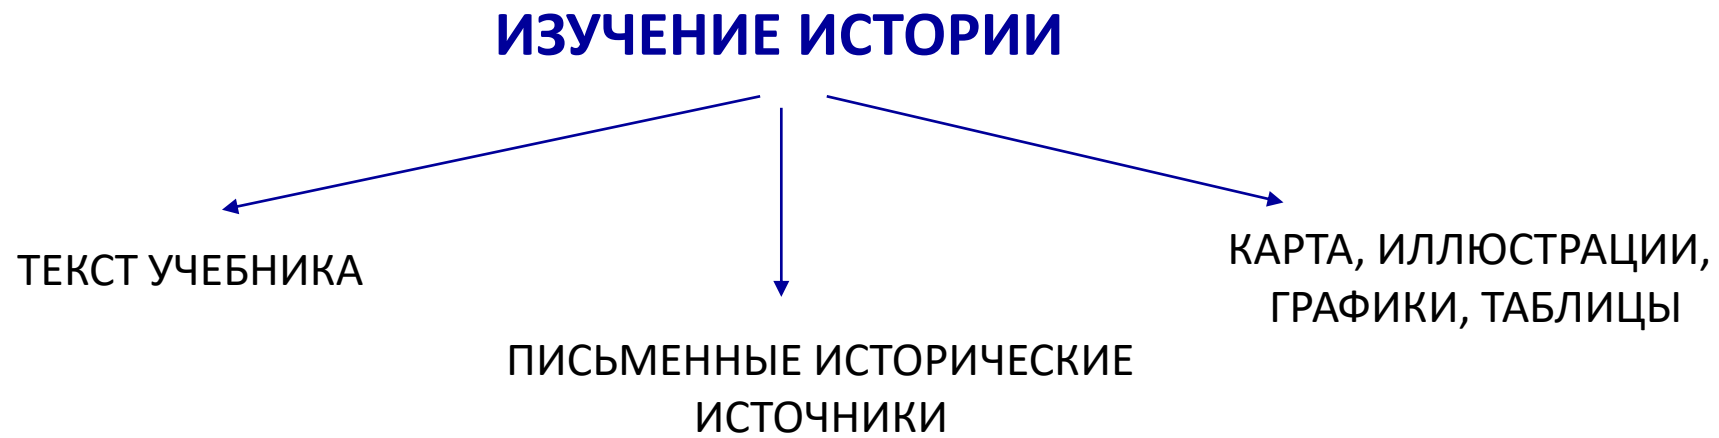 ИЗУЧЕНИЕ ИСТОРИИ
ТЕКСТ УЧЕБНИКА
ПИСЬМЕННЫЕ ИСТОРИЧЕСКИЕ
ИСТОЧНИКИ
КАРТА, ИЛЛЮСТРАЦИИ,
ГРАФИКИ, ТАБЛИЦЫ